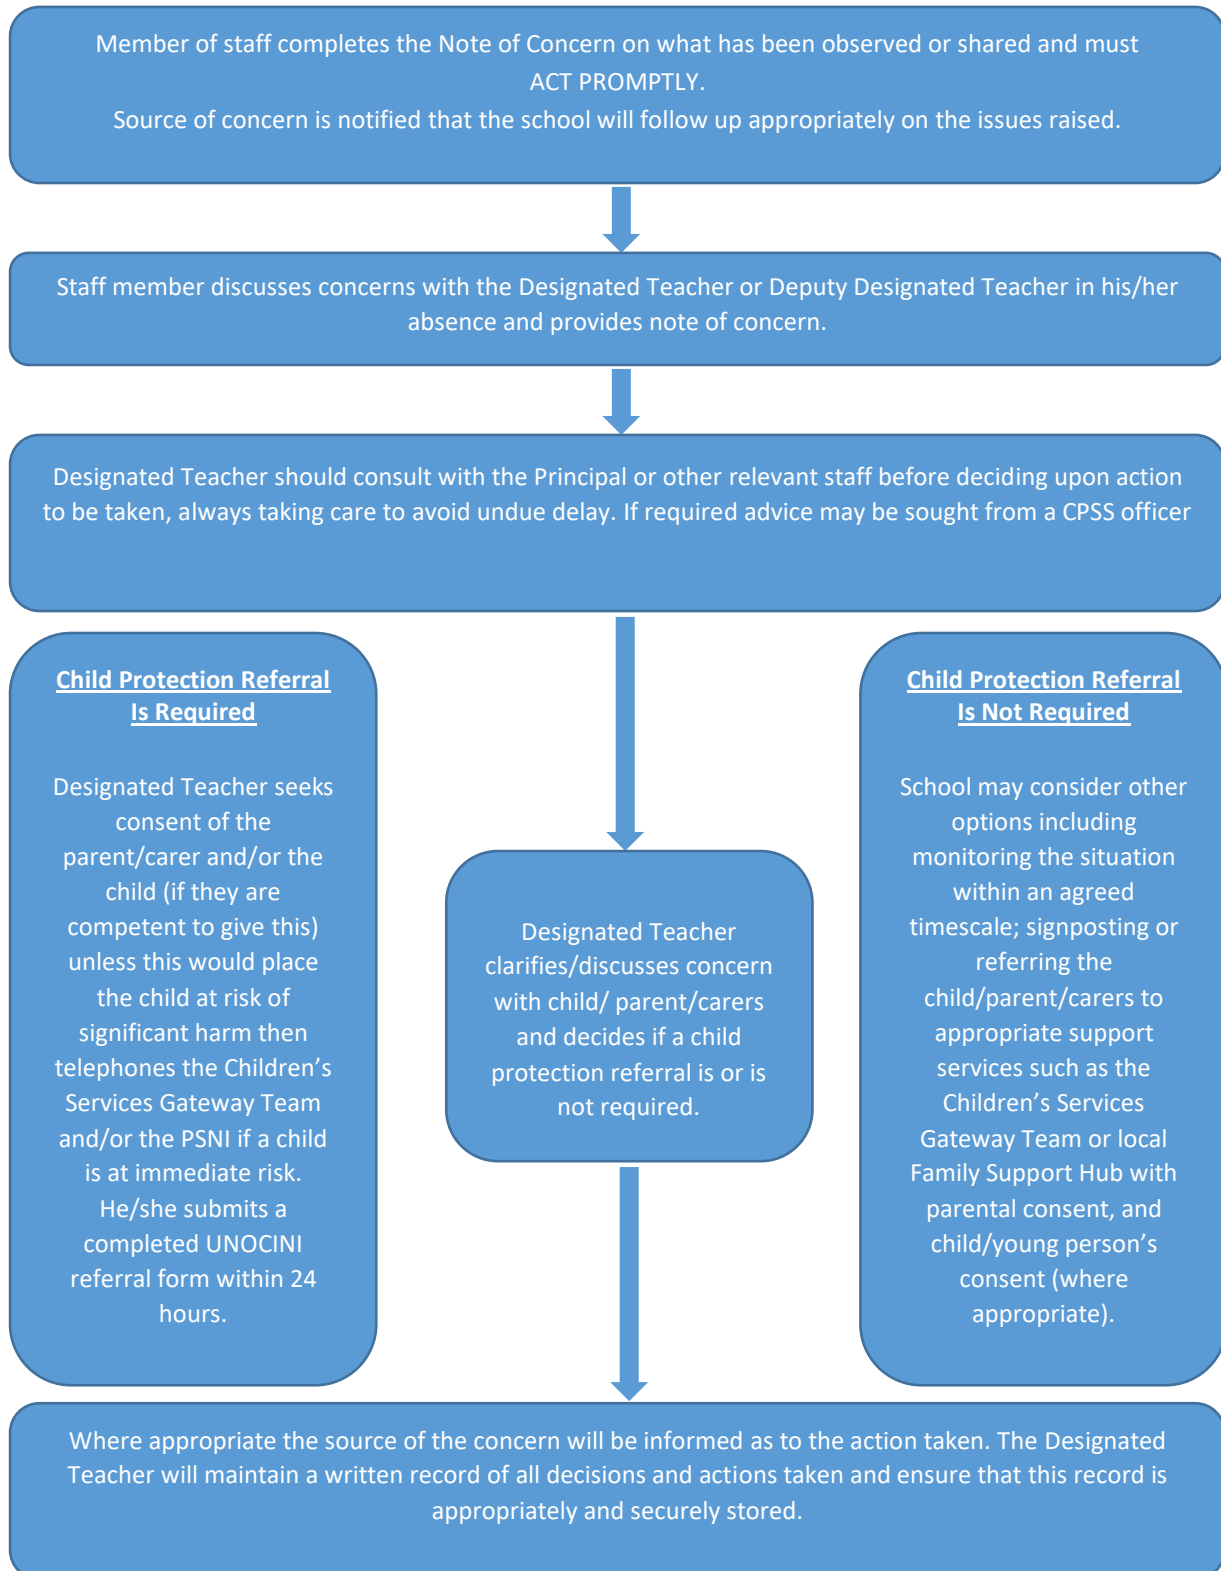 Member of staff completes the Note of Concern on what has been observed or shared and must
ACT PROMPTLY.
Source of concern is notified that the school will follow up appropriately on the issues raised.
Staff member discusses concerns with the Designated Teacher or Deputy Designated Teacher in his/her
absence and provides note of concern.
Designated Teacher should consult with the Principal or other relevant staff before deciding upon action
to be taken, always taking care to avoid undue delay. If required advice may be sought from a CPSS officer
Child Protection Referral
Is Required
Designated Teacher seeks
consent of the
parent/carer and/or the
child (if they are
competent to give this)
unless this would place
the child at risk of
significant harm then
telephones the Children’s
Services Gateway Team
and/or the PSNI if a child
is at immediate risk.
He/she submits a
completed UNOCINI
referral form within 24
hours.
Designated Teacher
clarifies/discusses concern
with child/ parent/carers
and decides if a child
protection referral is or is
not required.
Child Protection Referral
Is Not Required
School may consider other
options including
monitoring the situation
within an agreed
timescale; signposting or
referring the
child/parent/carers to
appropriate support
services such as the
Children’s Services
Gateway Team or local
Family Support Hub with
parental consent, and
child/young person’s
consent (where
appropriate).
Where appropriate the source of the concern will be informed as to the action taken. The Designated
Teacher will maintain a written record of all decisions and actions taken and ensure that this record is
appropriately and securely stored.